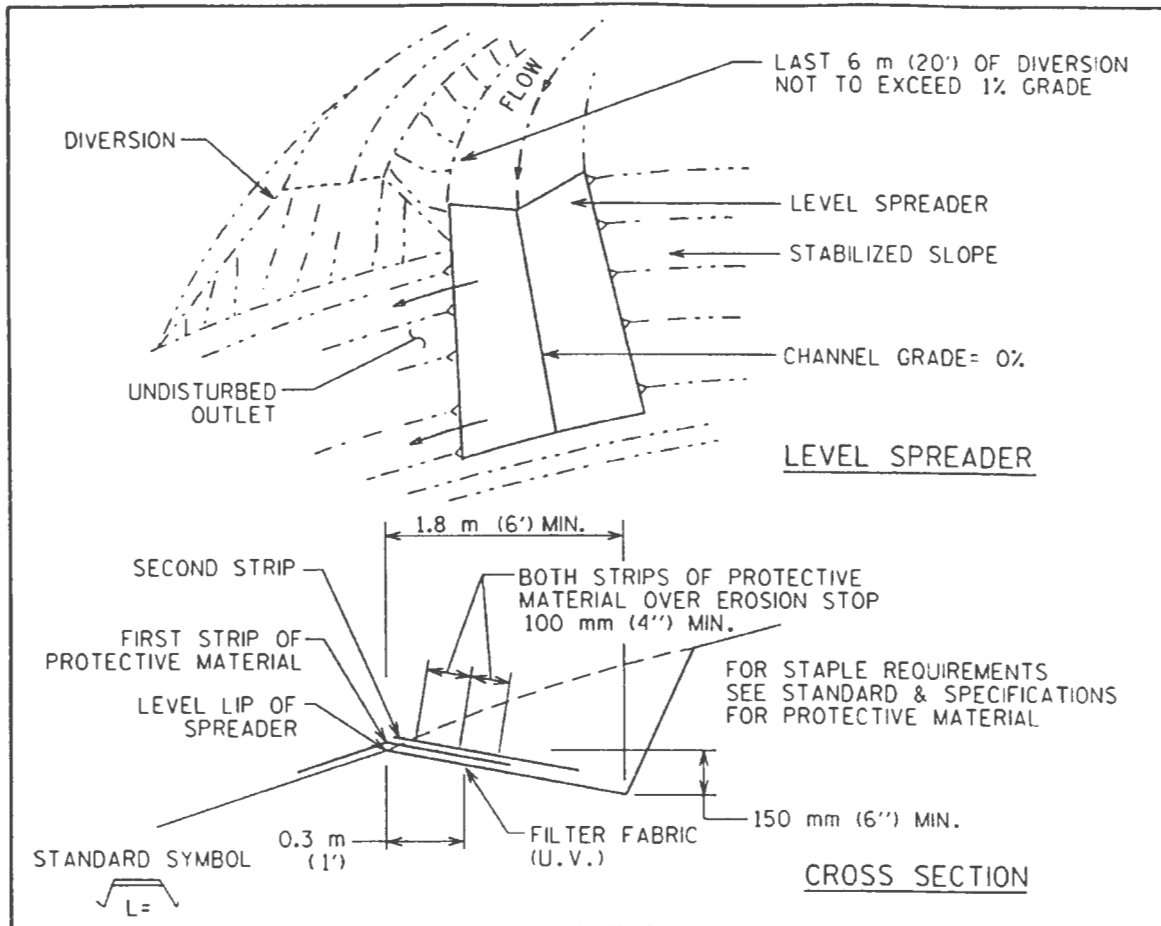 LAST 6 m (20') OF DIVERSION
NOT TO EXCEED 1% GRADE
FLOW
DIVERSION
LEVEL SPREADER
STABILIZED SLOPE
CHANNEL GRADE= 0%
UNDISTURBED
OUTLET
LEVEL SPREADER
1.8 m (6') MIN.
SECOND STRIP
BOTH STRIPS OF PROTECTIVE
MATERIAL OVER EROSION STOP
100 mm (4'') MIN.
FIRST STRIP OF
PROTECTIVE MATERIAL
FOR STAPLE REQUIREMENTS
SEE STANDARD & SPECIFICATIONS
FOR PROTECTIVE MATERIAL
LEVEL LIP OF
SPREADER
150 mm (6'') MIN.
0.3 m
(1')
FILTER FABRIC
(U.V.)
STANDARD SYMBOL
L=
CROSS SECTION